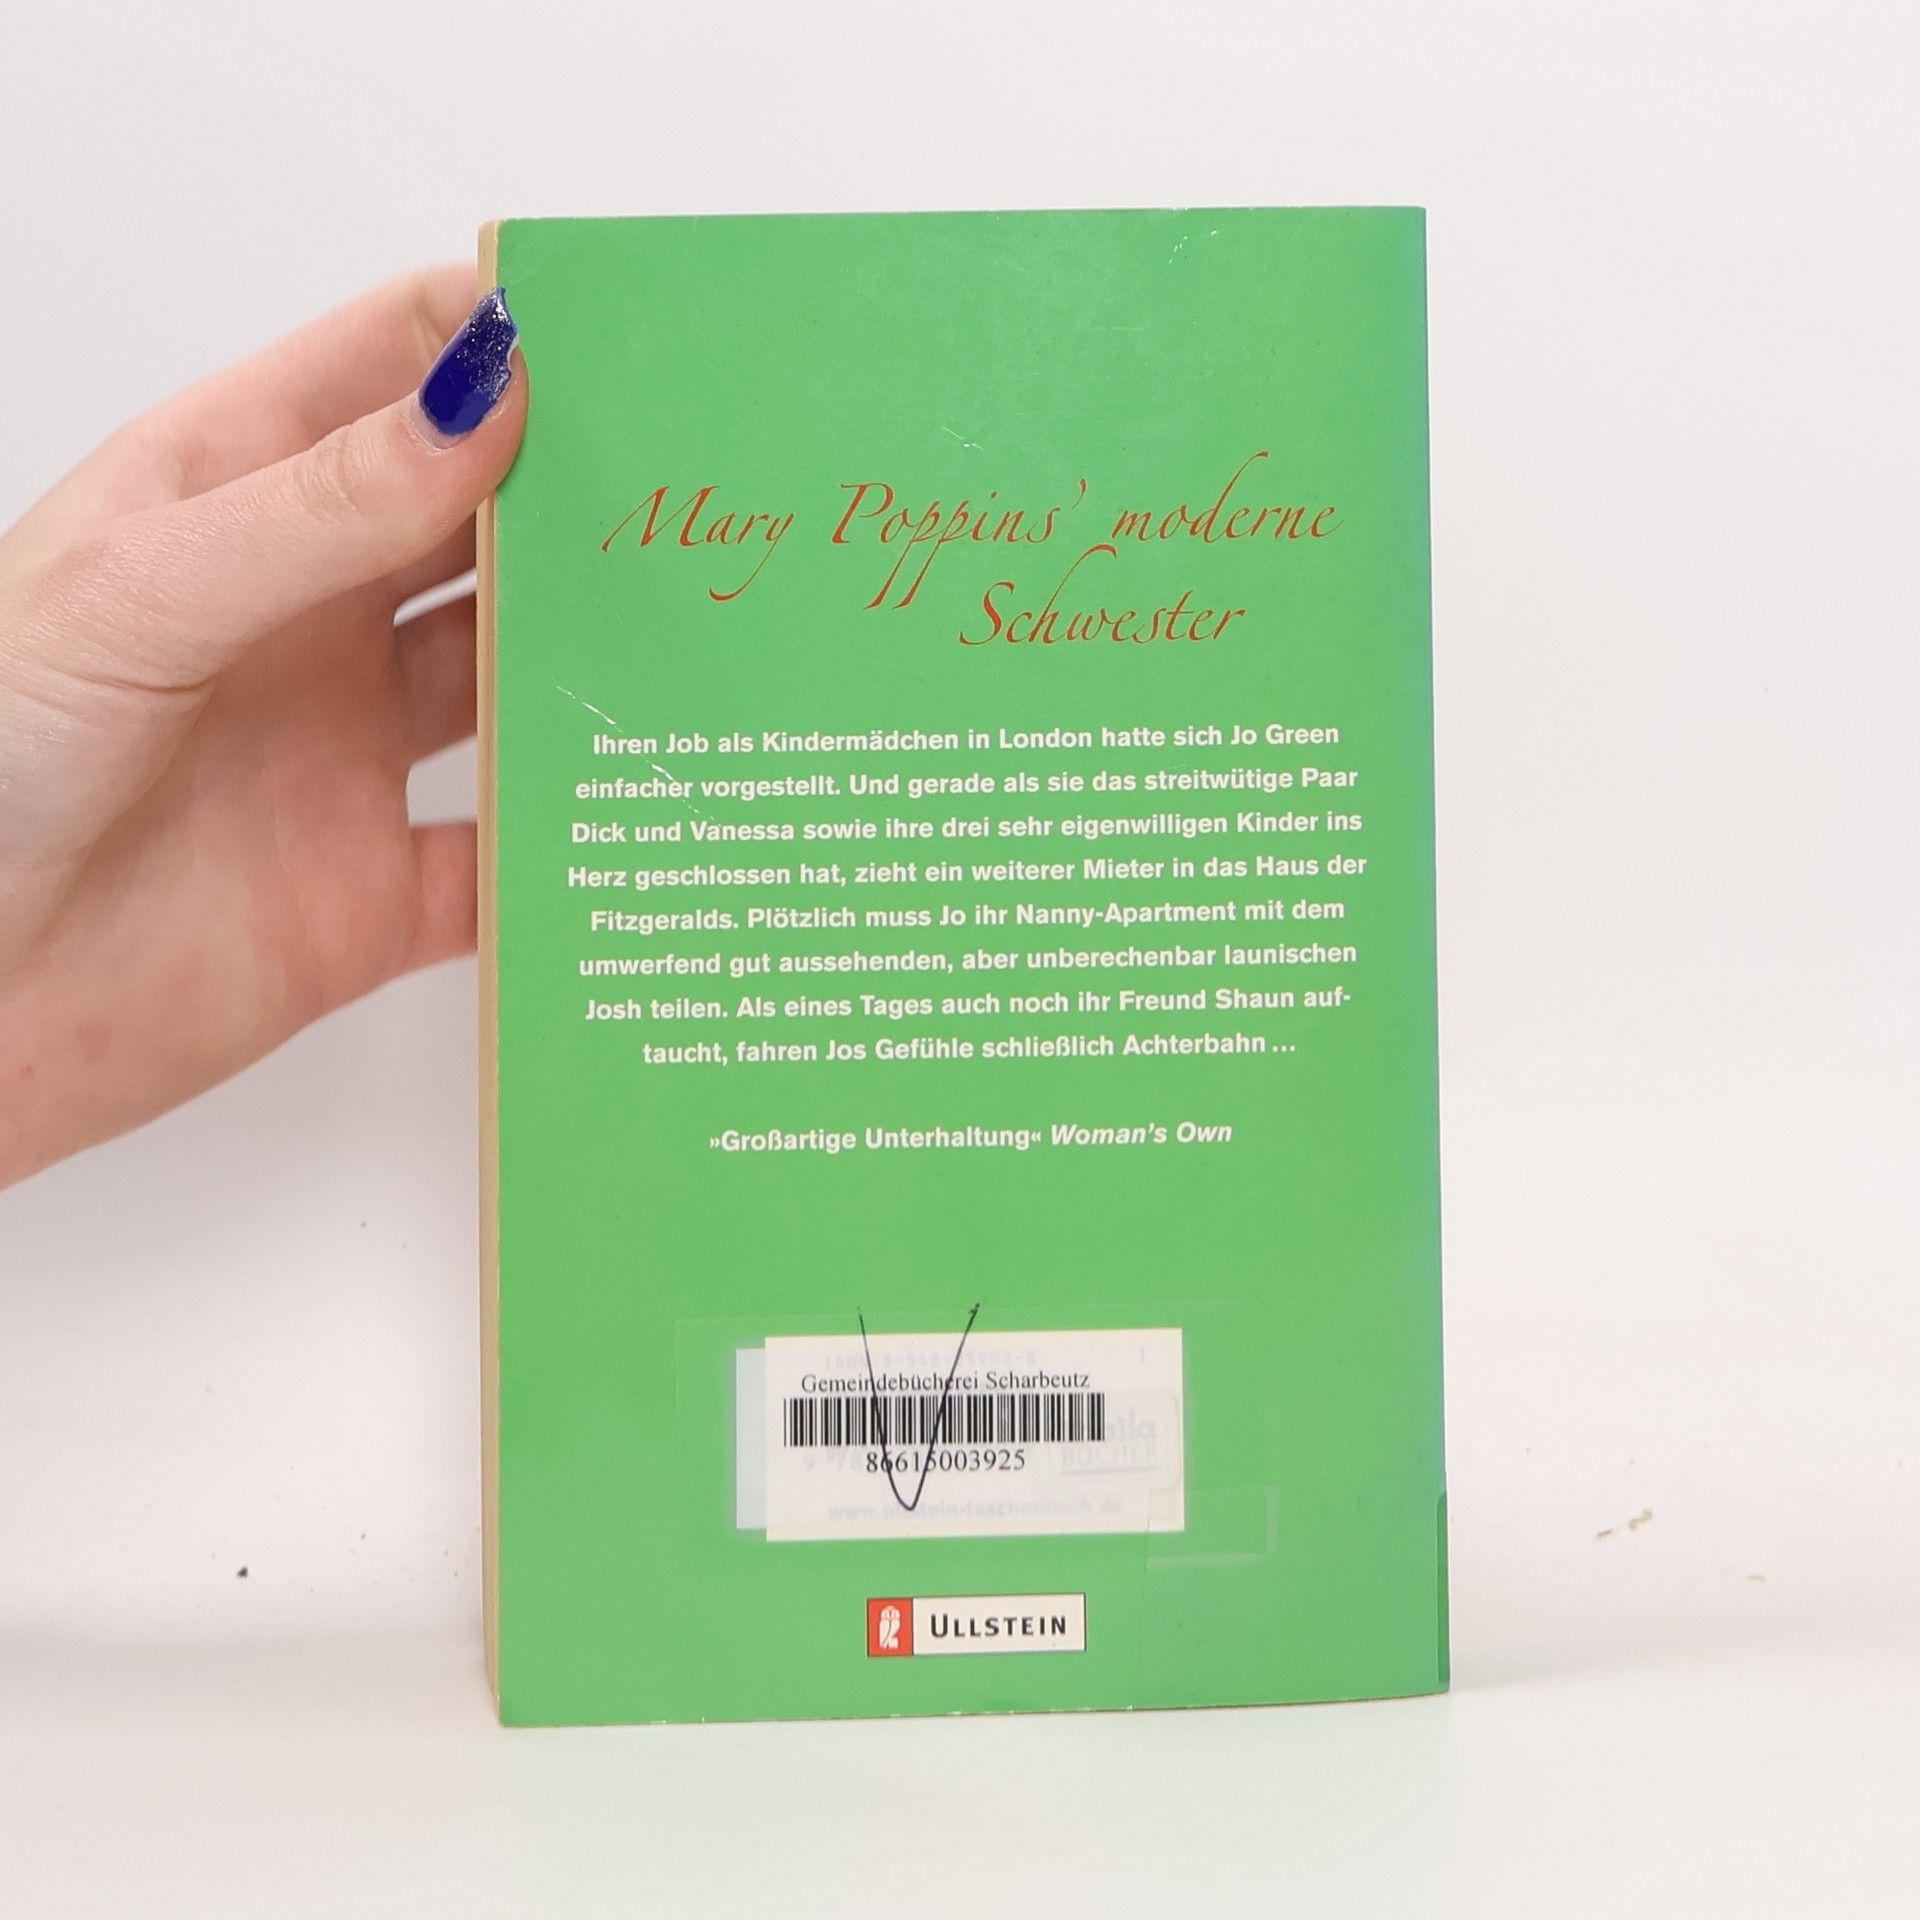 Mary Poppins' moderne
Schwester
Ihren Job als Kindermädchen in London hatte sich Jo Green
einfacher vorgestellt. Und gerade als sie das streitwütige Paar
Dick und Vanessa sowie ihre drei sehr eigenwilligen Kinder ins
Herz geschlossen hat, zieht ein weiterer Mieter in das Haus der
Fitzgeralds. Plötzlich muss Jo ihr Nanny-Apartment mit dem
umwerfend gut aussehenden, aber unberechenbar launischen
Josh teilen. Als eines Tages auch noch ihr Freund Shaun auf-
taucht, fahren Jos Gefühle schließlich Achterbahn ...
»Großartige Unterhaltung« Woman's Own
Gemeindebücherei Scharbeutz
86615003925
www.ullstein-taschenbuch.de
ULLSTEIN